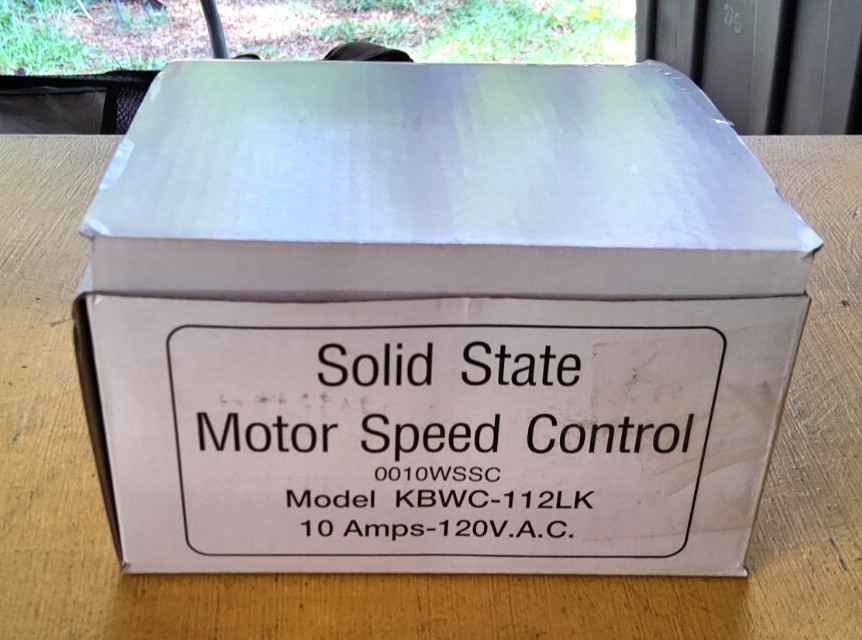 Solid State
Motor Speed Control
0010WSSC
Model KBWC-112LK
10 Amps-120V.A.C.